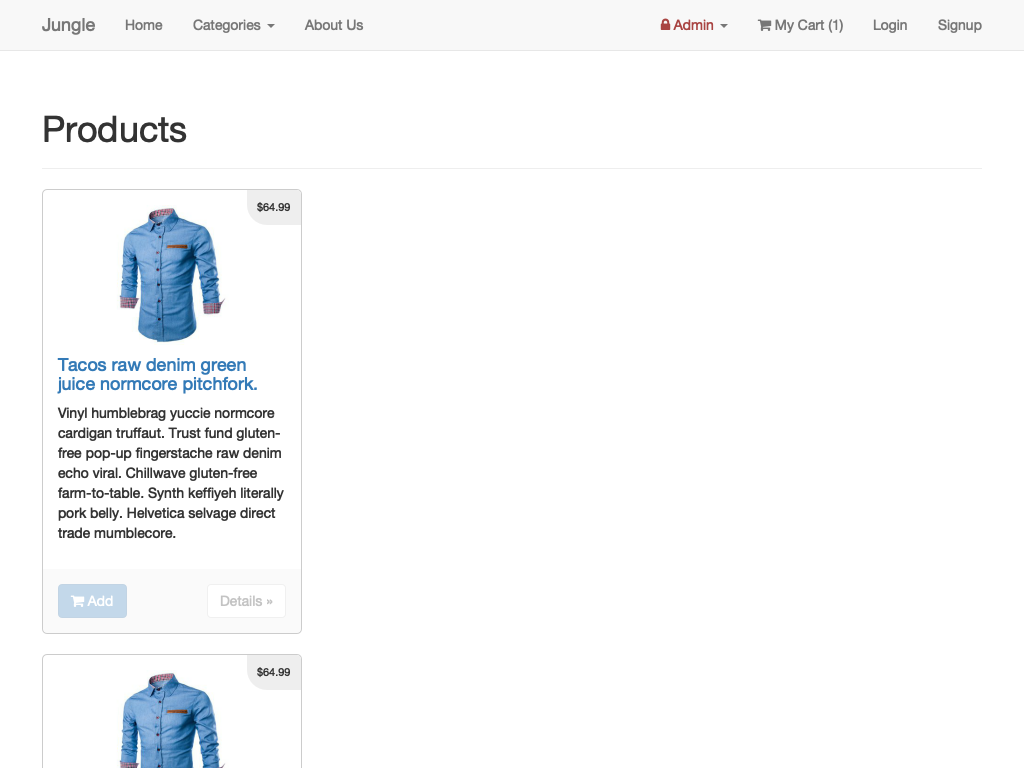 Jungle Home Categories About Us Admin My Cart (1) Login Signup
Products
$64.99
Tacos raw denim green
juice normcore pitchfork.
Vinyl humblebrag yuccie normcore
cardigan truffaut. Trust fund gluten-
free pop-up fingerstache raw denim
echo viral. Chillwave gluten-free
farm-to-table. Synth keffiyeh literally
pork belly. Helvetica selvage direct
trade mumblecore.
Add Details »
$64.99